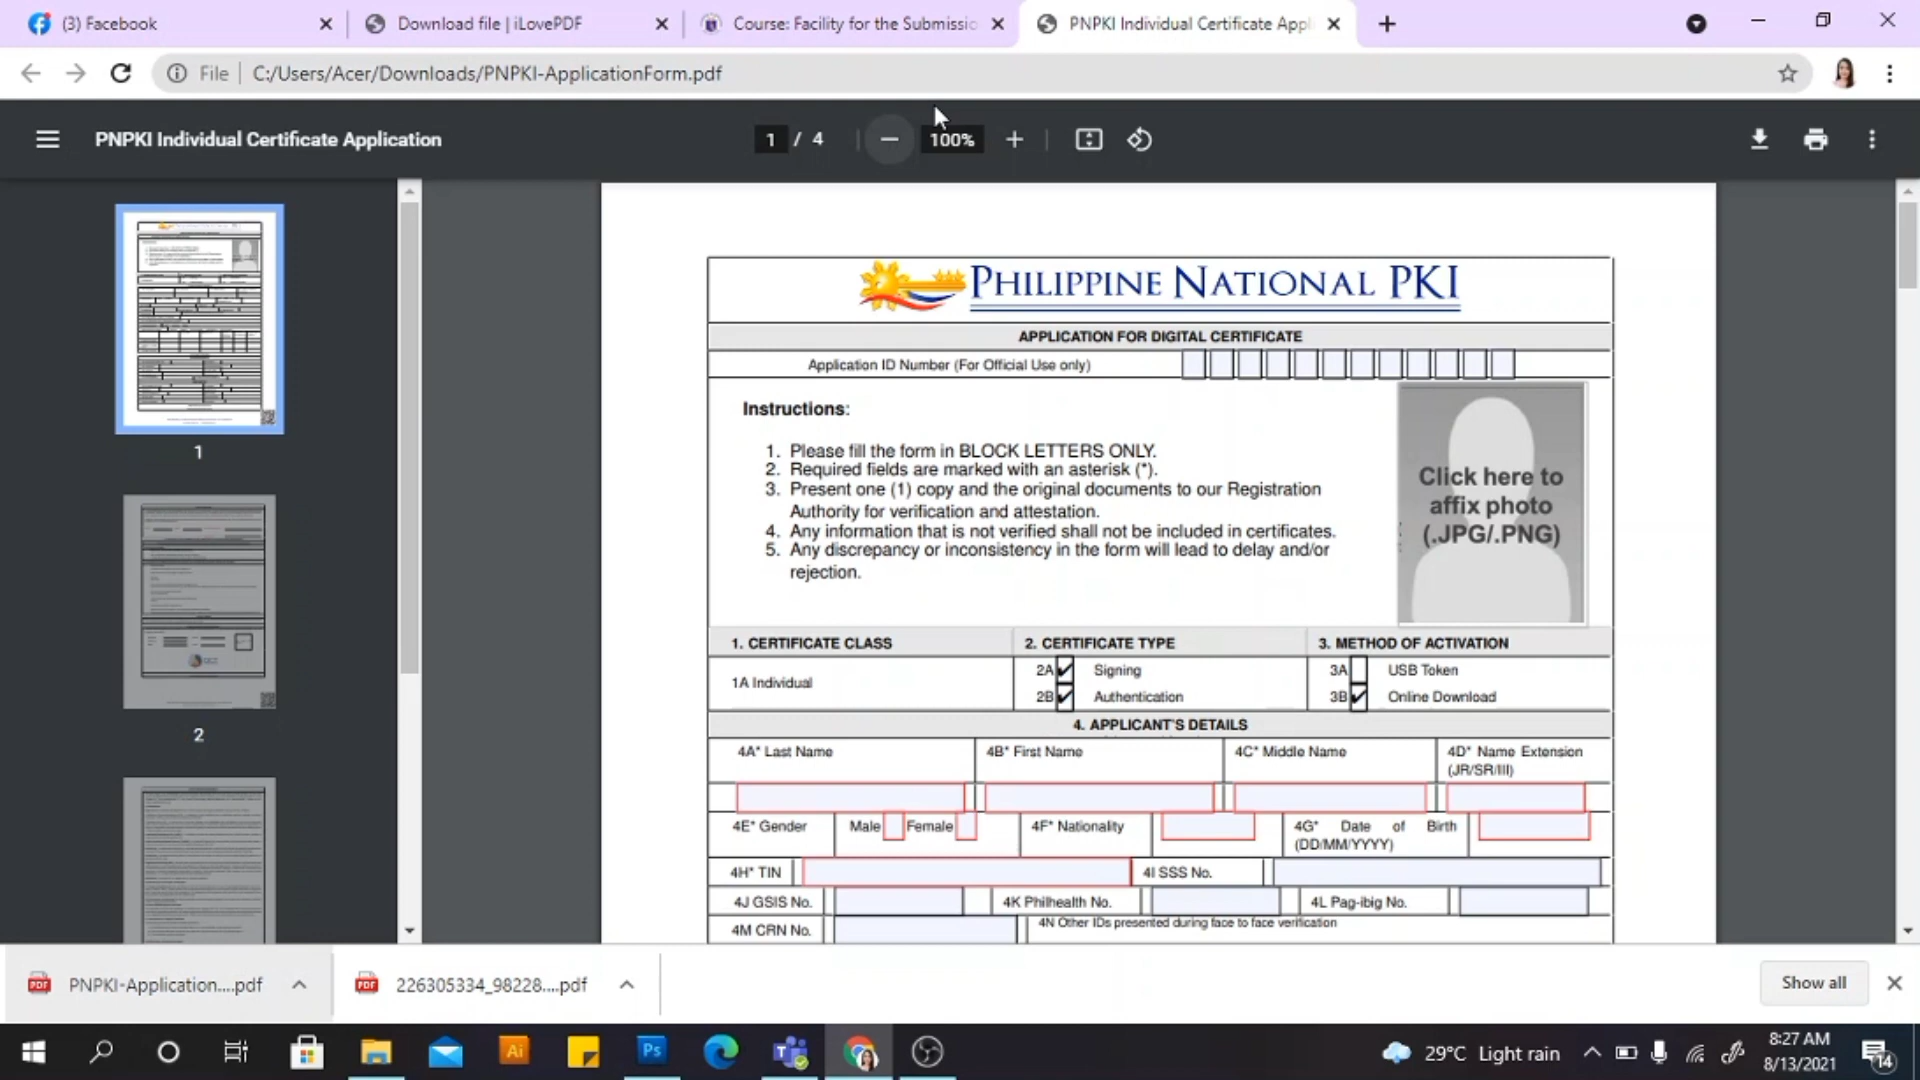 (3) Facebook
Download file | iLovePDF
Course: Facility for the Submissio
PNPKI Individual Certificate Appl
File
C:/Users/Acer/Downloads/PNPKI-ApplicationForm.pdf
PNPKI Individual Certificate Application
1 / 4
100%
1
2
PHILIPPINE NATIONAL PKI
APPLICATION FOR DIGITAL CERTIFICATE
Application ID Number (For Official Use only)
Instructions:
1. Please fill the form in BLOCK LETTERS ONLY.
2. Required fields are marked with an asterisk (*).
3. Present one (1) copy and the original documents to our Registration
Authority for verification and attestation.
4. Any information that is not verified shall not be included in certificates.
5. Any discrepancy or inconsistency in the form will lead to delay and/or
rejection.
Click here to
affix photo
(.JPG/.PNG)
1. CERTIFICATE CLASS
2. CERTIFICATE TYPE
3. METHOD OF ACTIVATION
1A Individual
2A Signing
2B Authentication
3A USB Token
3B Online Download
4. APPLICANT'S DETAILS
4A* Last Name
4B* First Name
4C* Middle Name
4D* Name Extension
(JR/SR/III)
4E* Gender
Male
Female
4F* Nationality
4G* Date of Birth
(DD/MM/YYYY)
4H* TIN
4I SSS No.
4J GSIS No.
4K Philhealth No.
4L Pag-ibig No.
4M CRN No.
4N Other IDs presented during face to face verification
PDF
PNPKI-Application....pdf
PDF
226305334_98228....pdf
Show all
Ai
Ps
29°C Light rain
8:27 AM
8/13/2021
14